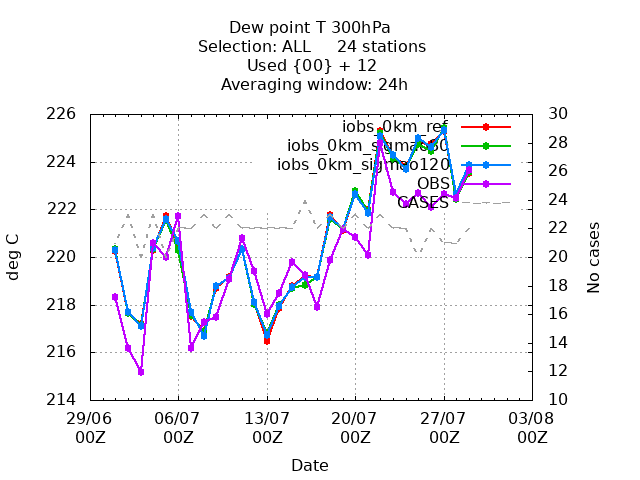 Dew point T 300hPa
Selection: ALL     24 stations
Used {00} + 12
Averaging window: 24h
226
224
222
220
218
216
214
deg C
30
28
26
24
22
20
18
16
14
12
10
No cases
iobs_0km_ref
iobs_0km_sigmao80
iobs_0km_sigmao120
OBS
CASES
29/06 06/07 13/07 20/07 27/07 03/08
00Z 00Z 00Z 00Z 00Z 00Z
Date